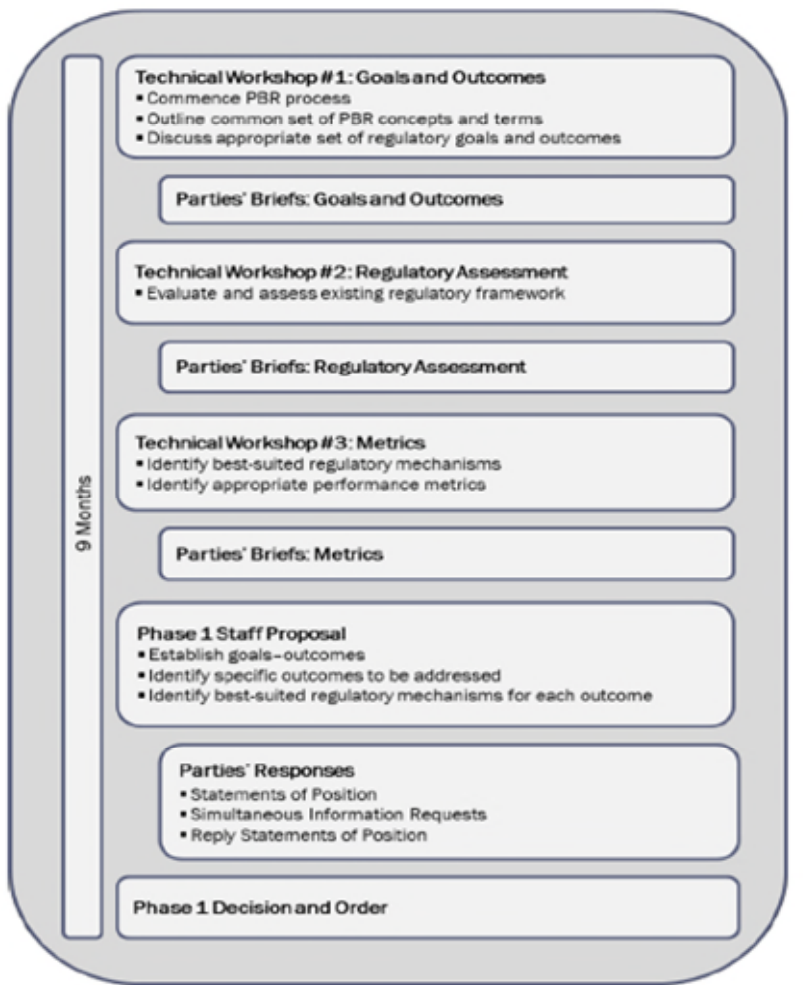 Technical Workshop #1: Goals and Outcomes
▪ Commence PBR process
▪ Outline common set of PBR concepts and terms
▪ Discuss appropriate set of regulatory goals and outcomes
Parties' Briefs: Goals and Outcomes
Technical Workshop #2: Regulatory Assessment
▪ Evaluate and assess existing regulatory framework
Parties' Briefs: Regulatory Assessment
Technical Workshop #3: Metrics
▪ Identify best-suited regulatory mechanisms
▪ Identify appropriate performance metrics
9 Months
Parties' Briefs: Metrics
Phase 1 Staff Proposal
▪ Establish goals–outcomes
▪ Identify specific outcomes to be addressed
▪ Identify best-suited regulatory mechanisms for each outcome
Parties' Responses
▪ Statements of Position
▪ Simultaneous Information Requests
▪ Reply Statements of Position
Phase 1 Decision and Order